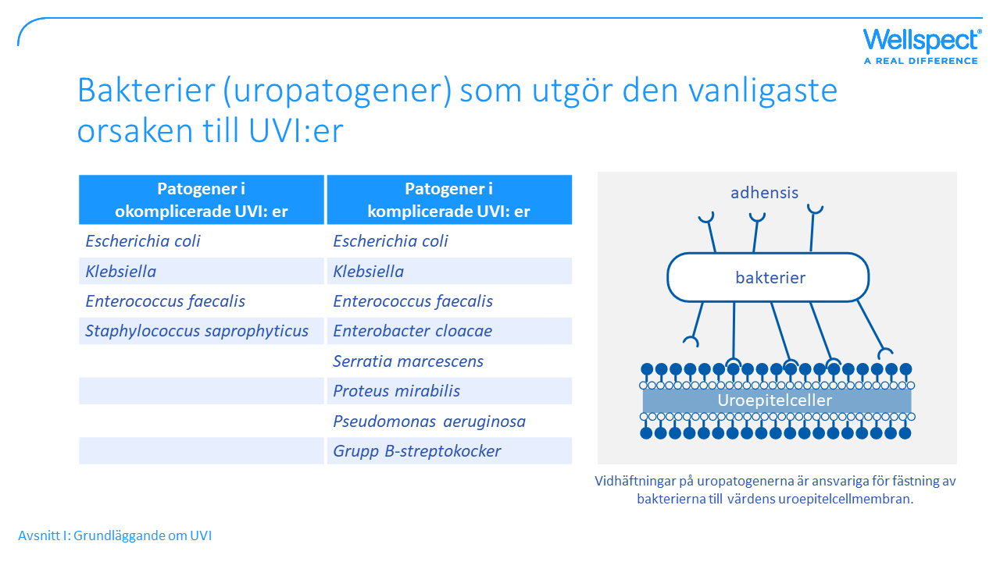 Wellspect®
A REAL DIFFERENCE
Bakterier (uropatogener) som utgör den vanligaste
orsaken till UVI:er
Patogener i
okomplicerade UVI: er
Patogener i
komplicerade UVI: er
Escherichia coli
Escherichia coli
Klebsiella
Klebsiella
Enterococcus faecalis
Enterococcus faecalis
Staphylococcus saprophyticus
Enterobacter cloacae
Serratia marcescens
Proteus mirabilis
Pseudomonas aeruginosa
Grupp B-streptokocker
adhensis
bakterier
Uroepitelceller
Vidhäftningar på uropatogenerna är ansvariga för fästning av
bakterierna till värdens uroepitelcellmembran.
Avsnitt I: Grundläggande om UVI